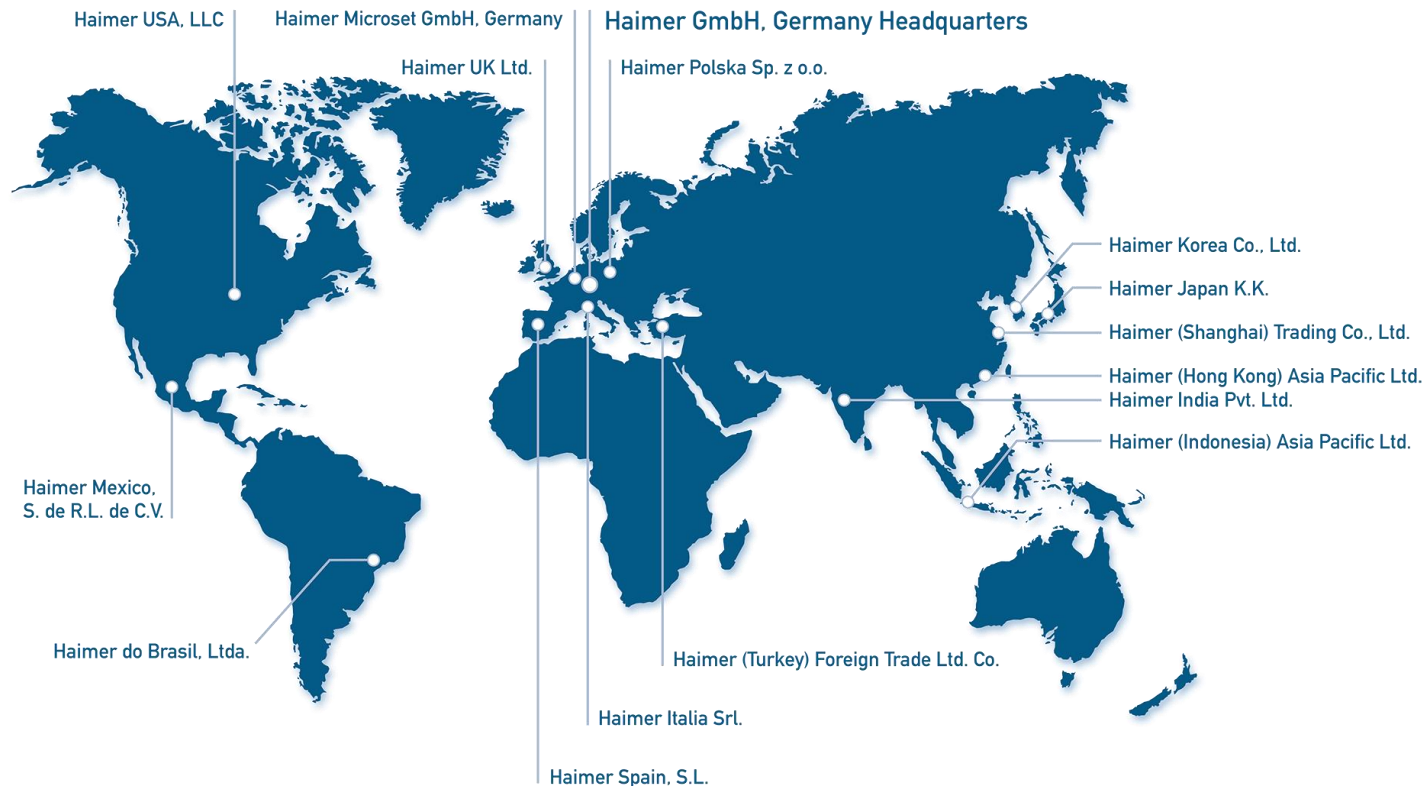 Haimer USA, LLC
Haimer Microset GmbH, Germany
Haimer GmbH, Germany Headquarters
Haimer UK Ltd.
Haimer Polska Sp. z o.o.
Haimer Korea Co., Ltd.
Haimer Japan K.K.
Haimer (Shanghai) Trading Co., Ltd.
Haimer (Hong Kong) Asia Pacific Ltd.
Haimer India Pvt. Ltd.
Haimer (Indonesia) Asia Pacific Ltd.
Haimer Mexico,
S. de R.L. de C.V.
Haimer do Brasil, Ltda.
Haimer (Turkey) Foreign Trade Ltd. Co.
Haimer Italia Srl.
Haimer Spain, S.L.